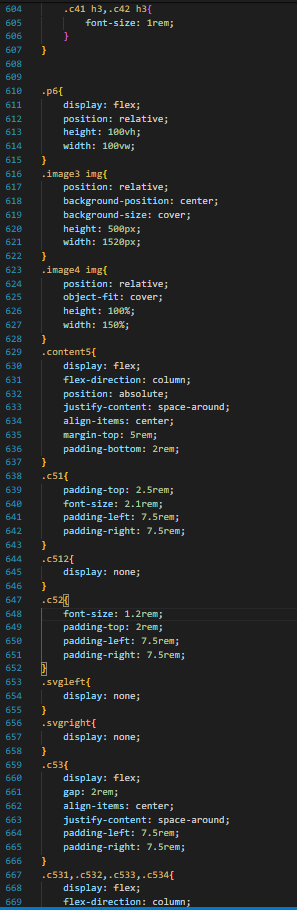 604 .c41 h3,.c42 h3{
605 font-size: 1rem;
606 }
607 }
608
609
610 .p6{
611 display: flex;
612 position: relative;
613 height: 100vh;
614 width: 100vw;
615 }
616 .image3 img{
617 position: relative;
618 background-position: center;
619 background-size: cover;
620 height: 500px;
621 width: 1520px;
622 }
623 .image4 img{
624 position: relative;
625 object-fit: cover;
626 height: 100%;
627 width: 150%;
628 }
629 .content5{
630 display: flex;
631 flex-direction: column;
632 position: absolute;
633 justify-content: space-around;
634 align-items: center;
635 margin-top: 5rem;
636 padding-bottom: 2rem;
637 }
638 .c51{
639 padding-top: 2.5rem;
640 font-size: 2.1rem;
641 padding-left: 7.5rem;
642 padding-right: 7.5rem;
643 }
644 .c512{
645 display: none;
646 }
647 .c52{
648 font-size: 1.2rem;
649 padding-top: 2rem;
650 padding-left: 7.5rem;
651 padding-right: 7.5rem;
652 }
653 .svgleft{
654 display: none;
655 }
656 .svgright{
657 display: none;
658 }
659 .c53{
660 display: flex;
661 gap: 2rem;
662 align-items: center;
663 justify-content: space-around;
664 padding-left: 7.5rem;
665 padding-right: 7.5rem;
666 }
667 .c531,.c532,.c533,.c534{
668 display: flex;
669 flex-direction: column;